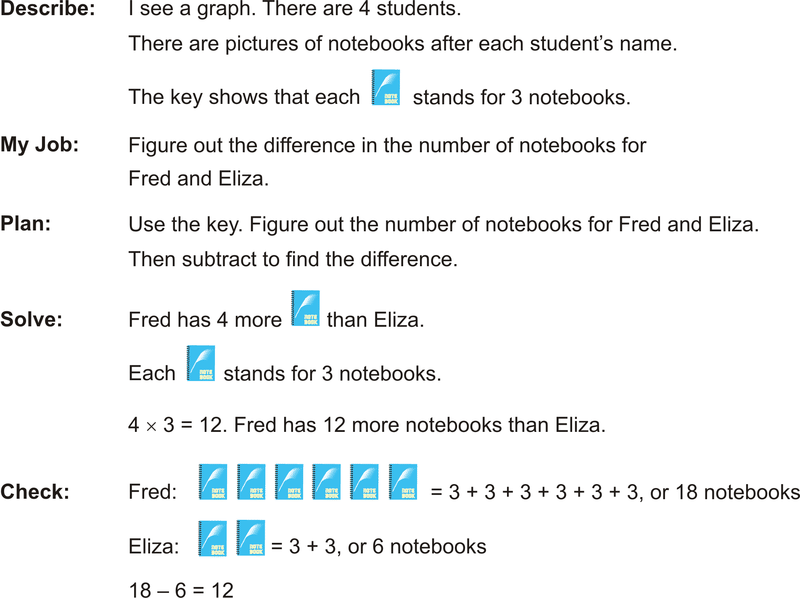 Describe: I see a graph. There are 4 students.
There are pictures of notebooks after each student's name.
The key shows that each NOTE BOOK stands for 3 notebooks.
My Job: Figure out the difference in the number of notebooks for
Fred and Eliza.
Plan: Use the key. Figure out the number of notebooks for Fred and Eliza.
Then subtract to find the difference.
Solve: Fred has 4 more NOTE BOOK than Eliza.
Each NOTE BOOK stands for 3 notebooks.
4 × 3 = 12. Fred has 12 more notebooks than Eliza.
Check: Fred: NOTE BOOK NOTE BOOK NOTE BOOK NOTE BOOK NOTE BOOK NOTE BOOK = 3 + 3 + 3 + 3 + 3 + 3, or 18 notebooks
Eliza: NOTE BOOK NOTE BOOK = 3 + 3, or 6 notebooks
18 – 6 = 12